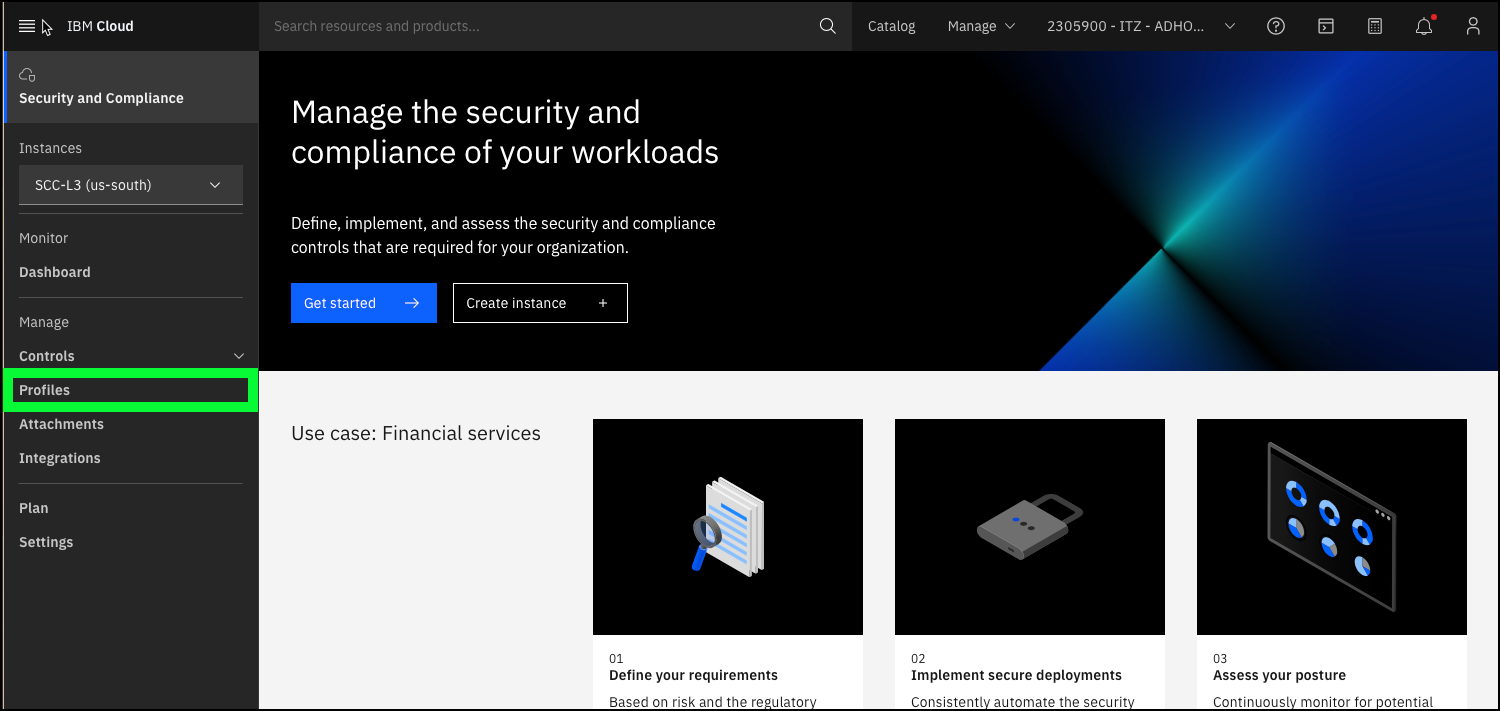 IBM Cloud
Search resources and products...
Catalog
Manage
2305900 - ITZ - ADHO...
Security and Compliance
Instances
SCC-L3 (us-south)
Monitor
Dashboard
Manage
Controls
Profiles
Attachments
Integrations
Plan
Settings
Manage the security and
compliance of your workloads
Define, implement, and assess the security and compliance
controls that are required for your organization.
Get started
Create instance
Use case: Financial services
01
Define your requirements
Based on risk and the regulatory
02
Implement secure deployments
Consistently automate the security
03
Assess your posture
Continuously monitor for potential